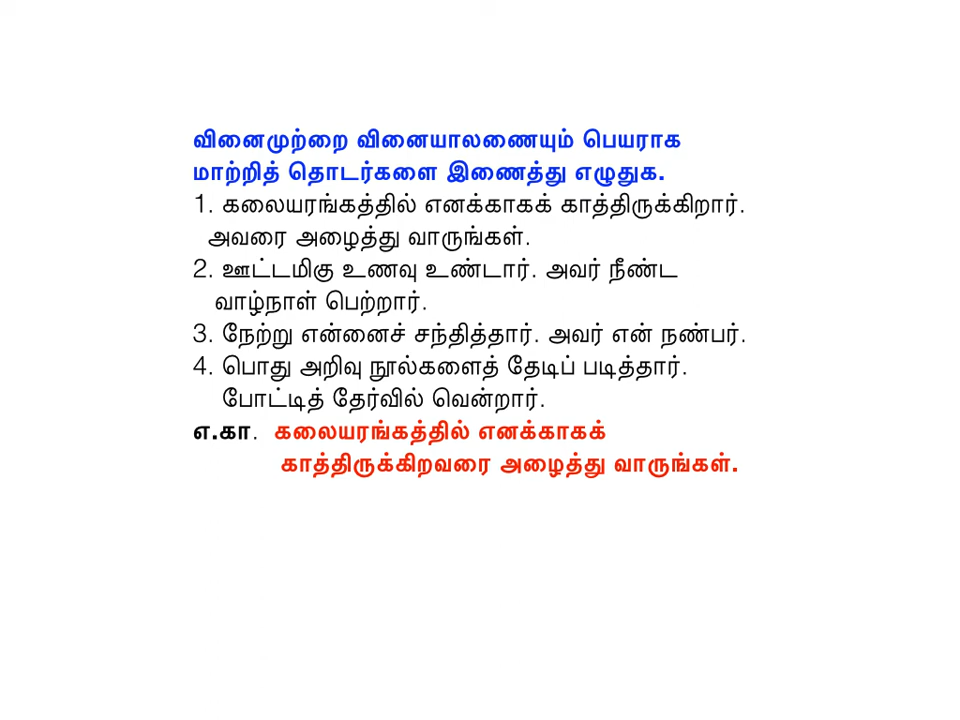 வினைமுற்றை வினையாலணையும் பெயராக
மாற்றித் தொடர்களை இணைத்து எழுதுக.
1. கலையரங்கத்தில் எனக்காகக் காத்திருக்கிறார்.
அவரை அழைத்து வாருங்கள்.
2. ஊட்டமிகு உணவு உண்டார். அவர் நீண்ட
வாழ்நாள் பெற்றார்.
3. நேற்று என்னைச் சந்தித்தார். அவர் என் நண்பர்.
4. பொது அறிவு நூல்களைத் தேடிப் படித்தார்.
போட்டித் தேர்வில் வென்றார்.
எ.கா. கலையரங்கத்தில் எனக்காகக்
காத்திருக்கிறவரை அழைத்து வாருங்கள்.